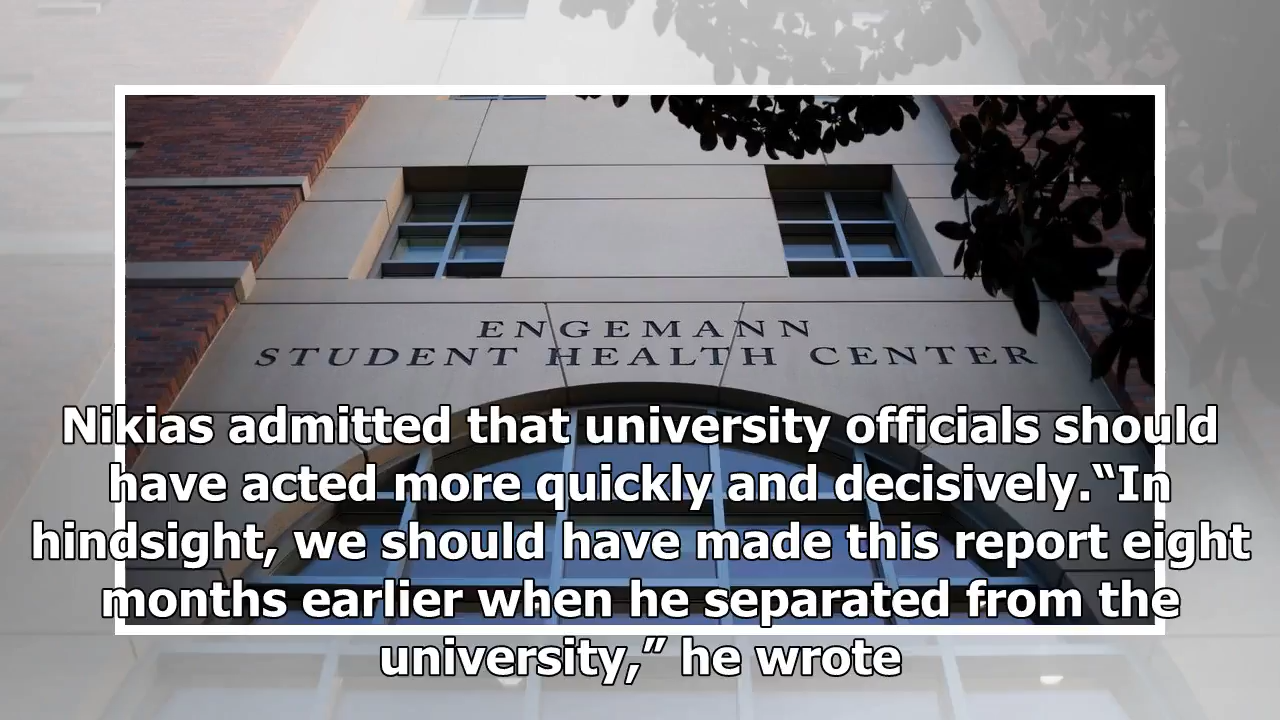 ENGEMANN
STUDENT HEALTH CENTER
Nikias admitted that university officials should
have acted more quickly and decisively.“In
hindsight, we should have made this report eight
months earlier when he separated from the
university,” he wrote